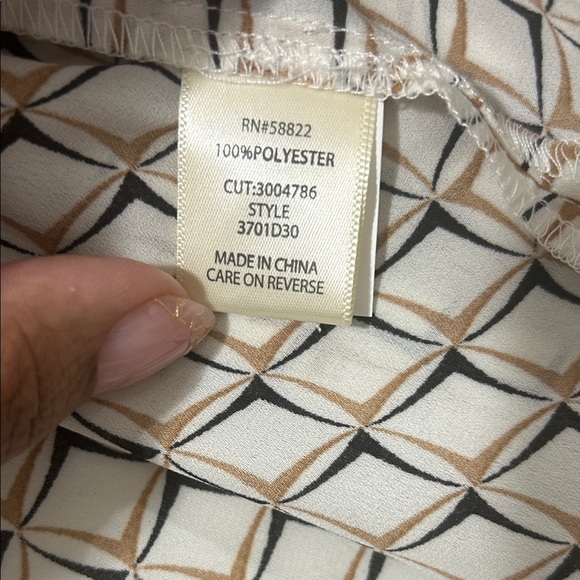 RN#58822
100%POLYESTER
CUT:3004786
STYLE
3701D30
MADE IN CHINA
CARE ON REVERSE